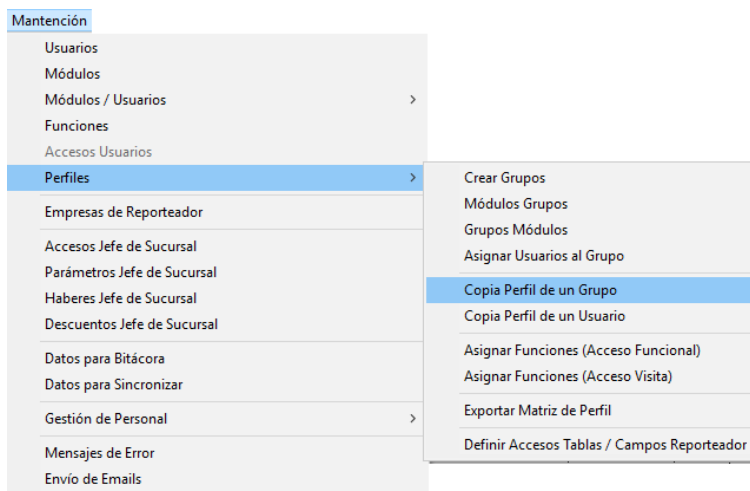 Mantención
Usuarios
Módulos
Módulos / Usuarios
Funciones
Accesos Usuarios
Perfiles
Empresas de Reporteador
Accesos Jefe de Sucursal
Parámetros Jefe de Sucursal
Haberes Jefe de Sucursal
Descuentos Jefe de Sucursal
Datos para Bitácora
Datos para Sincronizar
Gestión de Personal
Mensajes de Error
Envío de Emails
Crear Grupos
Módulos Grupos
Grupos Módulos
Asignar Usuarios al Grupo
Copia Perfil de un Grupo
Copia Perfil de un Usuario
Asignar Funciones (Acceso Funcional)
Asignar Funciones (Acceso Visita)
Exportar Matriz de Perfil
Definir Accesos Tablas / Campos Reporteador